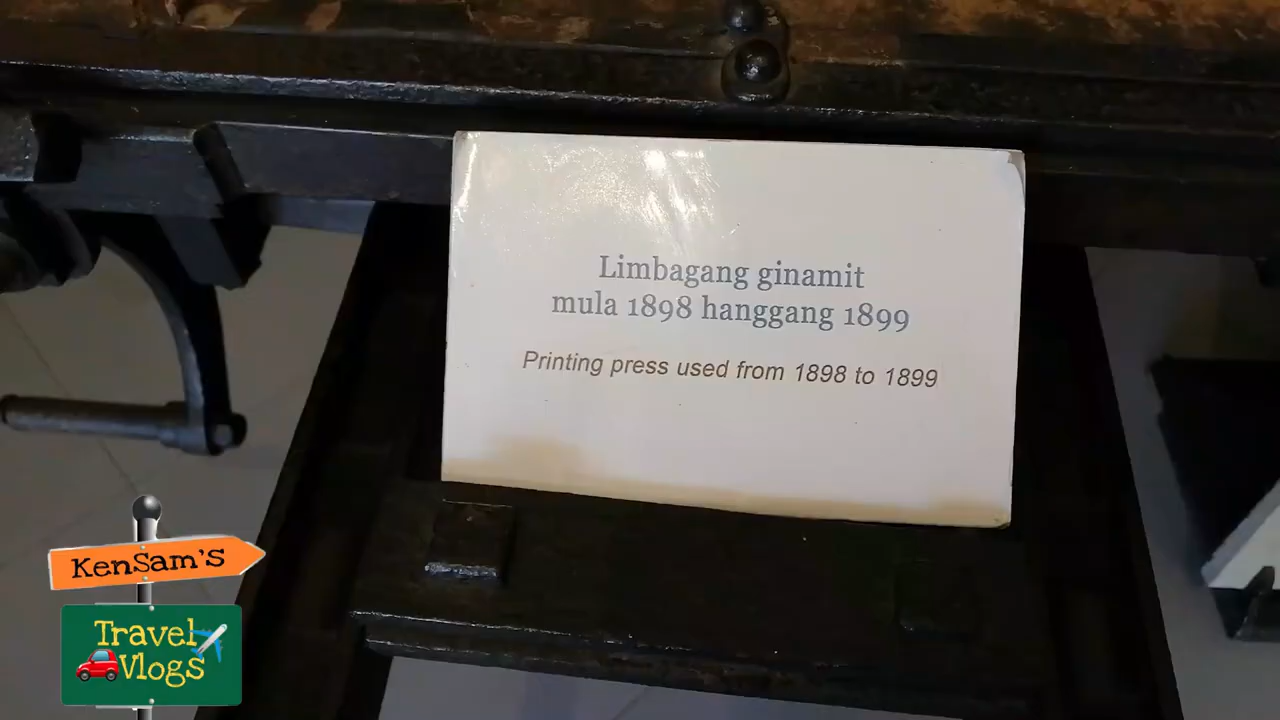 Limbagang ginamit
mula 1898 hanggang 1899
Printing press used from 1898 to 1899
KenSam's
Travel
Vlogs